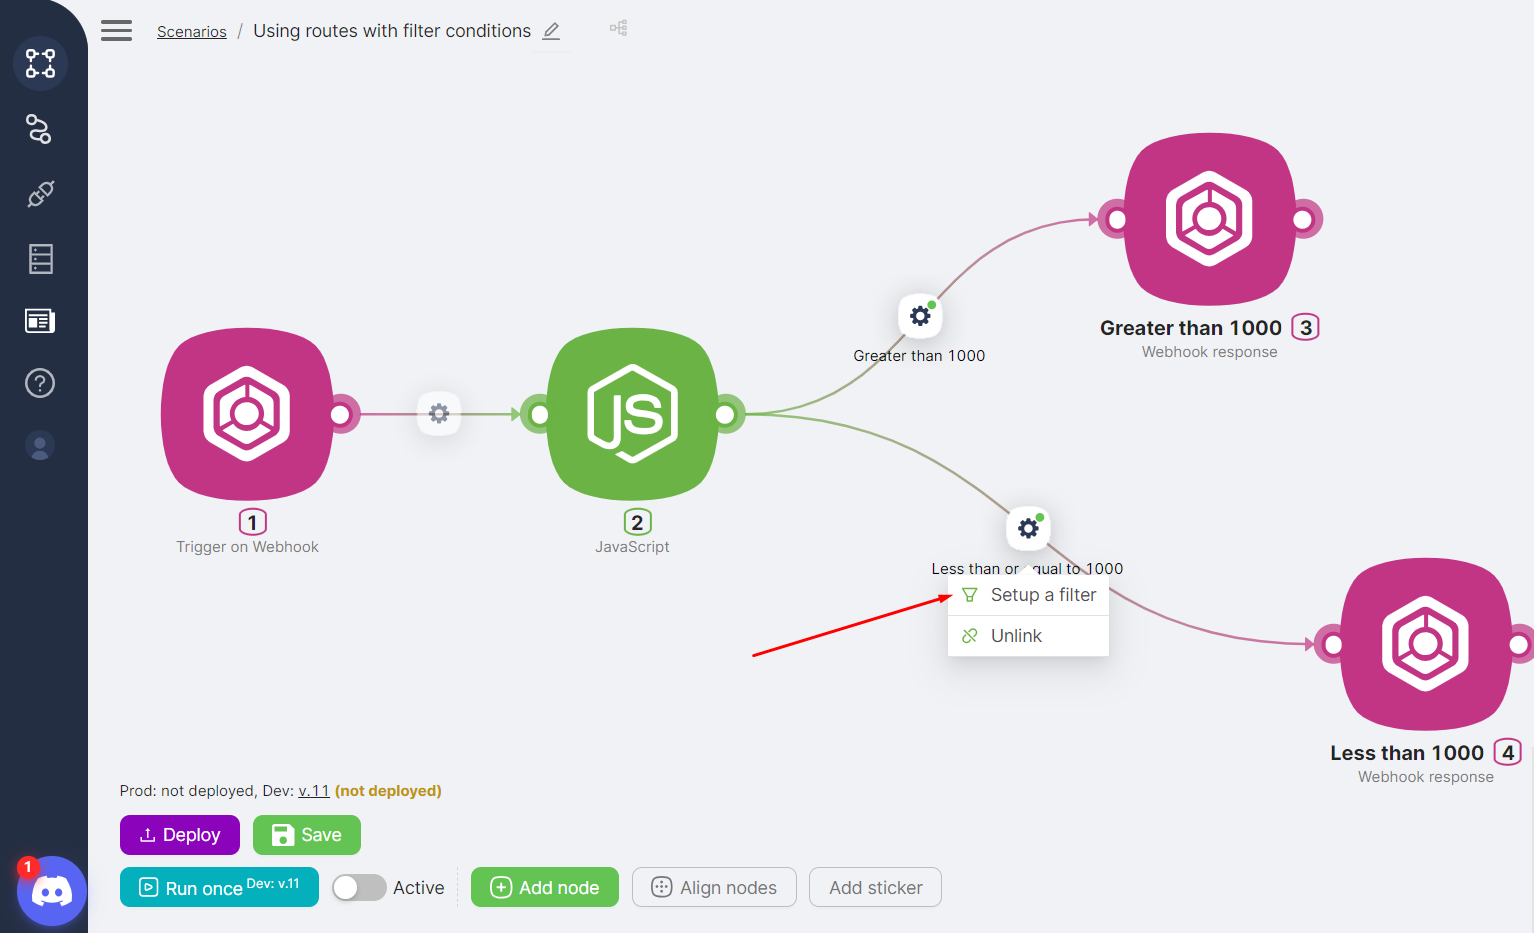 Scenarios / Using routes with filter conditions
Greater than 1000 3
Webhook response
Greater than 1000
JS
1
Trigger on Webhook
2
JavaScript
Less than or qual to 1000
Setup a filter
Unlink
Less than 1000 4
Webhook response
Prod: not deployed, Dev: v.11 (not deployed)
Deploy
Save
Run once Dev: v.11
Active
Add node
Align nodes
Add sticker
1